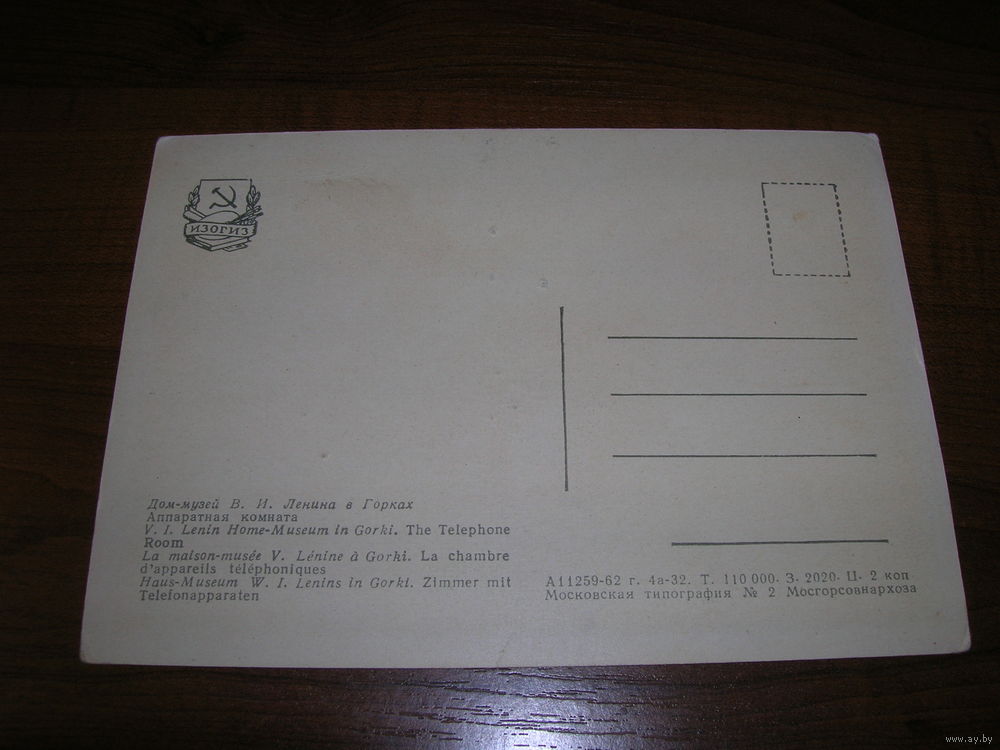 ИЗОГИЗ
Дом-музей В. И. Ленина в Горках
Аппаратная комната
V. I. Lenin Home-Museum in Gorki. The Telephone
Room
La maison-musée V. Lénine à Gorki. La chambre
d'appareils téléphoniques
Haus-Museum W. I. Lenins in Gorki. Zimmer mit
Telefonapparaten
А11259-62 г. 4а-32. Т. 110 000. З. 2020. Ц. 2 коп
Московская типография № 2 Мосгорсовнархоза
www.ay.by